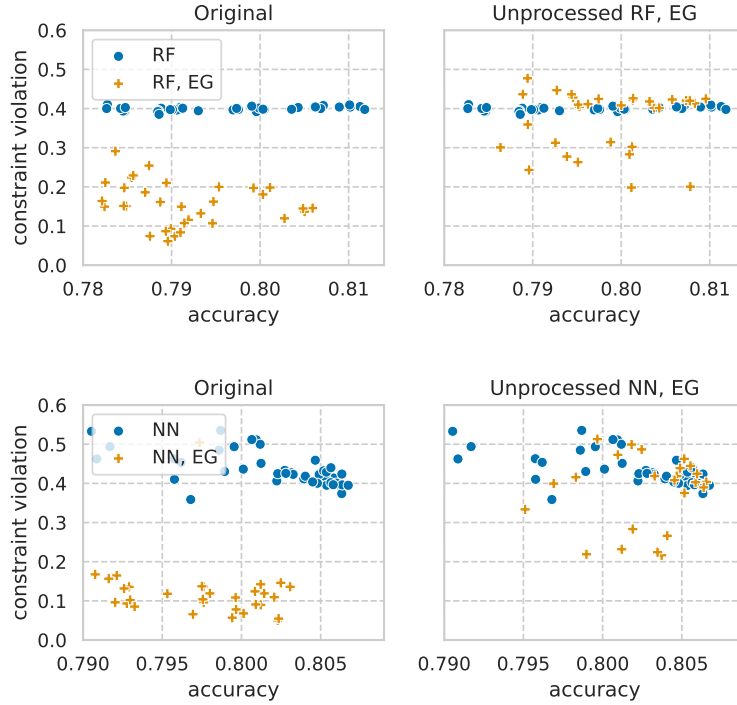 Original
Unprocessed RF, EG
constraint violation
0.6
0.5
0.4
0.3
0.2
0.1
0.0
RF
RF, EG
0.78
0.79
0.80
0.81
accuracy
0.78
0.79
0.80
0.81
accuracy
Original
Unprocessed NN, EG
constraint violation
0.6
0.5
0.4
0.3
0.2
0.1
0.0
NN
NN, EG
0.790
0.795
0.800
0.805
accuracy
0.790
0.795
0.800
0.805
accuracy